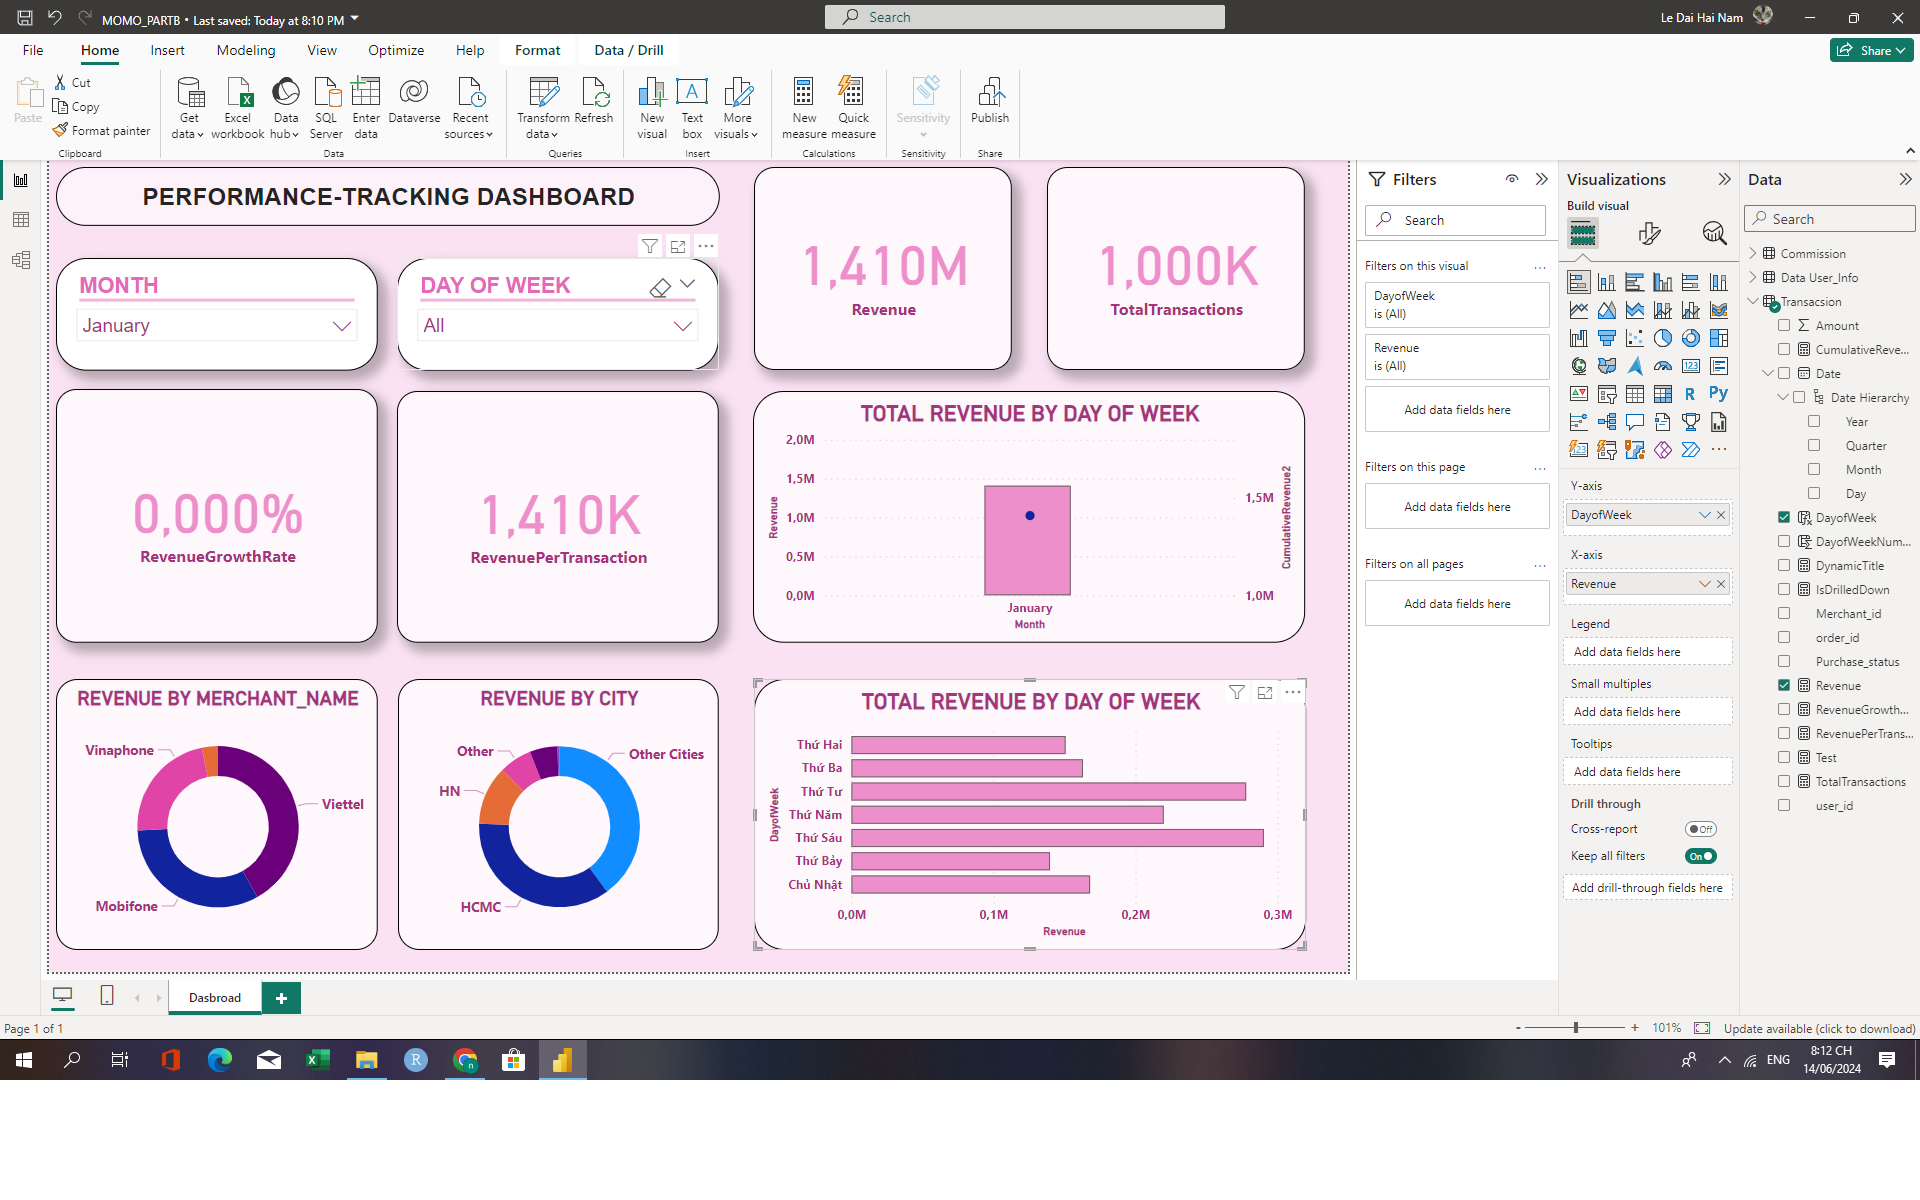 MOMO_PARTB • Last saved: Today at 8:10 PM
Search
Le Dai Hai Nam
File
Home
Insert
Modeling
View
Optimize
Help
Format
Data / Drill
Share
Paste
Cut
Copy
Format painter
Clipboard
Get data
Excel workbook
Data hub
SQL Server
Enter data
Dataverse
Recent sources
Data
Transform data
Refresh
Queries
New visual
A
Text box
More visuals
Insert
New measure
Quick measure
Calculations
Sensitivity
Sensitivity
Publish
Share
PERFORMANCE-TRACKING DASHBOARD
MONTH
January
DAY OF WEEK
All
1,410M
Revenue
1,000K
TotalTransactions
0,000%
RevenueGrowthRate
1,410K
RevenuePerTransaction
TOTAL REVENUE BY DAY OF WEEK
2,0M
1,5M
1,0M
0,5M
0,0M
Revenue
1,5M
1,0M
CumulativeRevenue2
January
Month
REVENUE BY MERCHANT_NAME
Vinaphone
Viettel
Mobifone
REVENUE BY CITY
Other
Other Cities
HN
HCMC
TOTAL REVENUE BY DAY OF WEEK
DayofWeek
Thứ Hai
Thứ Ba
Thứ Tư
Thứ Năm
Thứ Sáu
Thứ Bảy
Chủ Nhật
0,0M
0,1M
0,2M
0,3M
Revenue
Filters
Search
Filters on this visual
...
DayofWeek
is (All)
Revenue
is (All)
Add data fields here
Filters on this page
...
Add data fields here
Filters on all pages
...
Add data fields here
Visualizations
Build visual
123
R
Py
123
...
Y-axis
DayofWeek
X-axis
Revenue
Legend
Add data fields here
Small multiples
Add data fields here
Tooltips
Add data fields here
Drill through
Cross-report
Off
Keep all filters
On
Add drill-through fields here
Data
Search
Commission
Data User_Info
Transacsion
Amount
CumulativeReve...
Date
Date Hierarchy
Year
Quarter
Month
Day
DayofWeek
DayofWeekNum...
DynamicTitle
IsDrilledDown
Merchant_id
order_id
Purchase_status
Revenue
RevenueGrowth...
RevenuePerTrans...
Test
TotalTransactions
user_id
Dasbroad
+
Page 1 of 1
- + 101%
Update available (click to download)
R
n
ENG
8:12 CH
14/06/2024